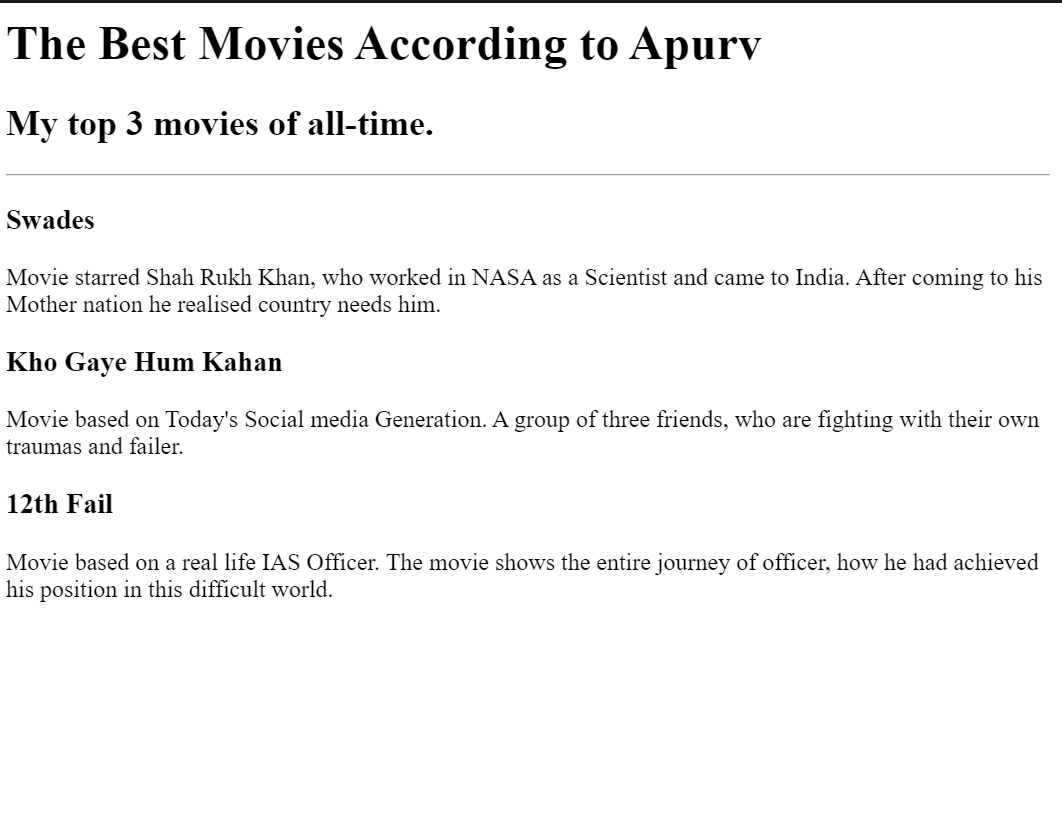 The Best Movies According to Apurv
My top 3 movies of all-time.
Swades
Movie starred Shah Rukh Khan, who worked in NASA as a Scientist and came to India. After coming to his
Mother nation he realised country needs him.
Kho Gaye Hum Kahan
Movie based on Today's Social media Generation. A group of three friends, who are fighting with their own
traumas and failer.
12th Fail
Movie based on a real life IAS Officer. The movie shows the entire journey of officer, how he had achieved
his position in this difficult world.